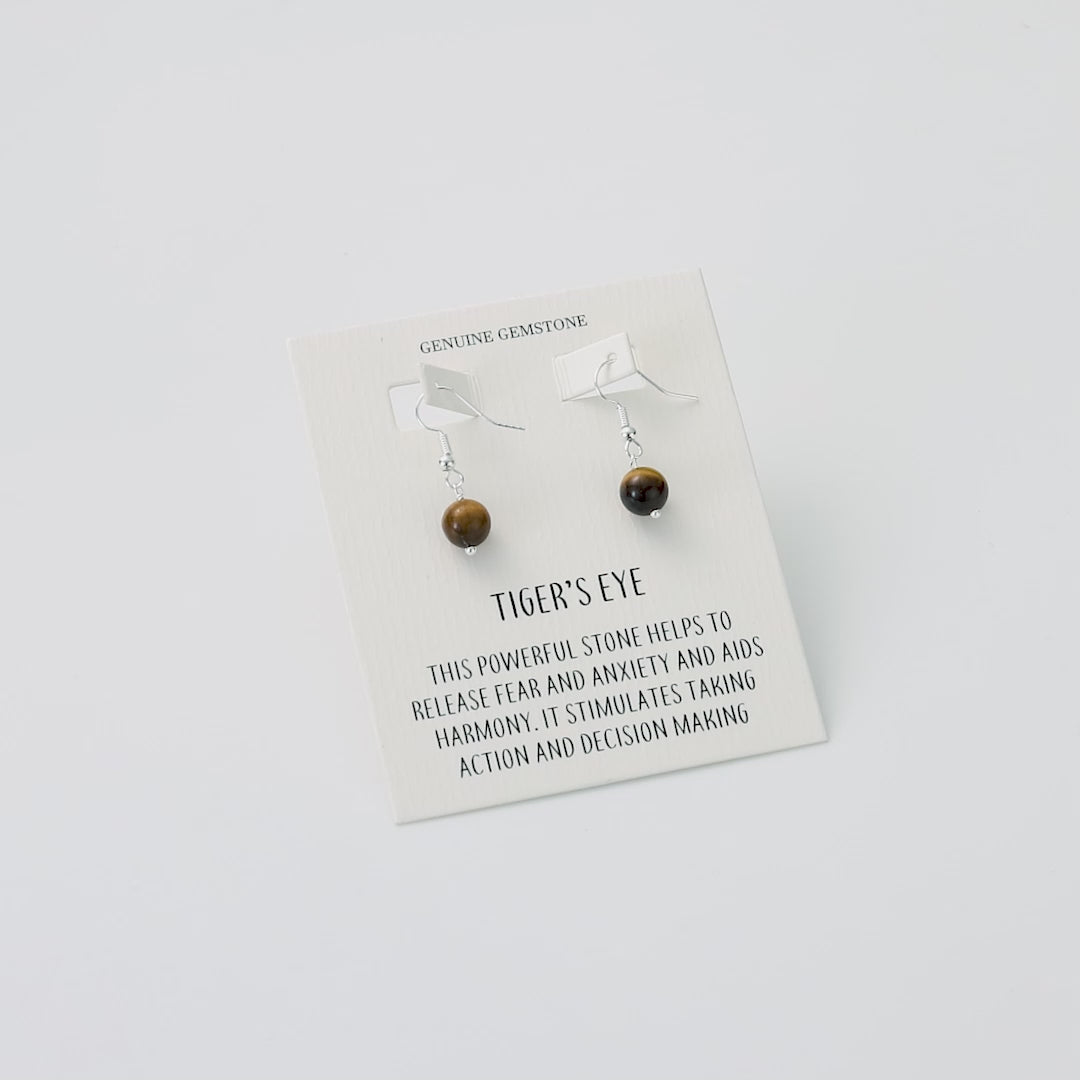 GENUINE GEMSTONE
TIGER'S EYE
THIS POWERFUL STONE HELPS TO
RELEASE FEAR AND ANXIETY AND AIDS
HARMONY. IT STIMULATES TAKING
ACTION AND DECISION MAKING